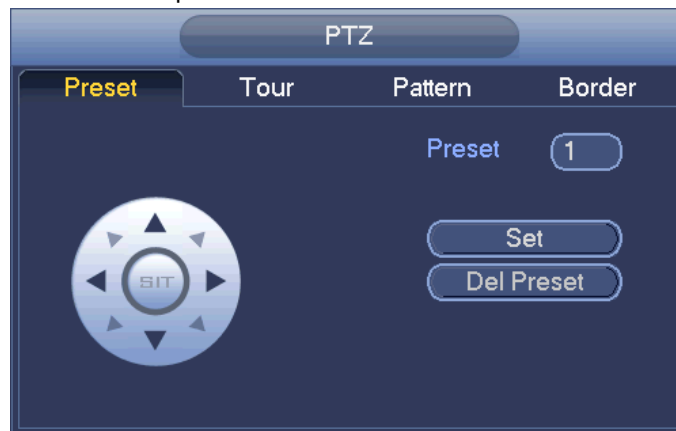 PTZ
Preset Tour Pattern Border
Preset 1
SIT
Set
Del Preset